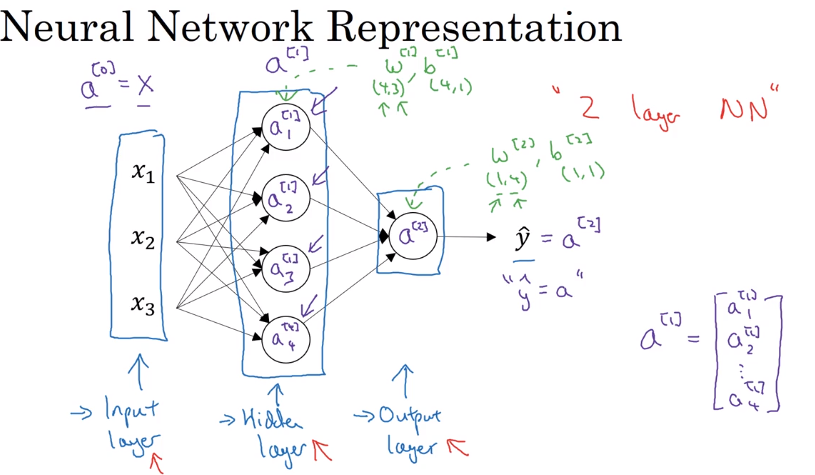 Neural Network Representation
a^[0] = X
a^[1]
w^[1], b^[1]
(4,3) (4,1)
"2 layer NN"
x₁
x₂
x₃
a₁^[1]
a₂^[1]
a₃^[1]
a₄^[4]
w^[2], b^[2]
(1,4) (1,1)
a^[2]
ŷ = a^[2]
"ŷ = a"
a^[1] = [a₁^[1]
a₂^[1]
⋮
a₄^[1]]
→ Input
layer
→ Hidden
layer
→ Output
layer